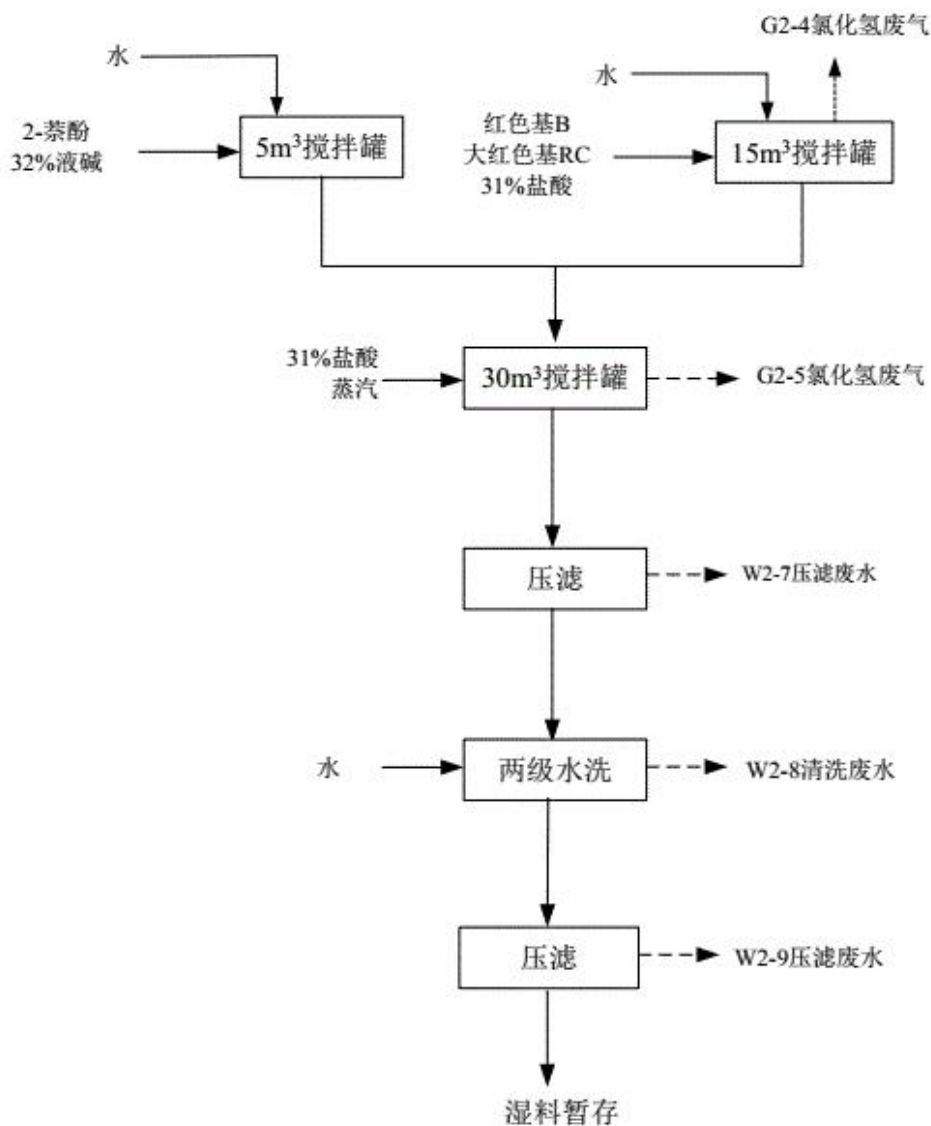 G2-4氯化氢废气
水
水
2-萘酚
32%液碱
5m³搅拌罐
红色基B
大红色基RC
31%盐酸
15m³搅拌罐
31%盐酸
蒸汽
30m³搅拌罐
G2-5氯化氢废气
压滤
W2-7压滤废水
水
两级水洗
W2-8清洗废水
压滤
W2-9压滤废水
湿料暂存